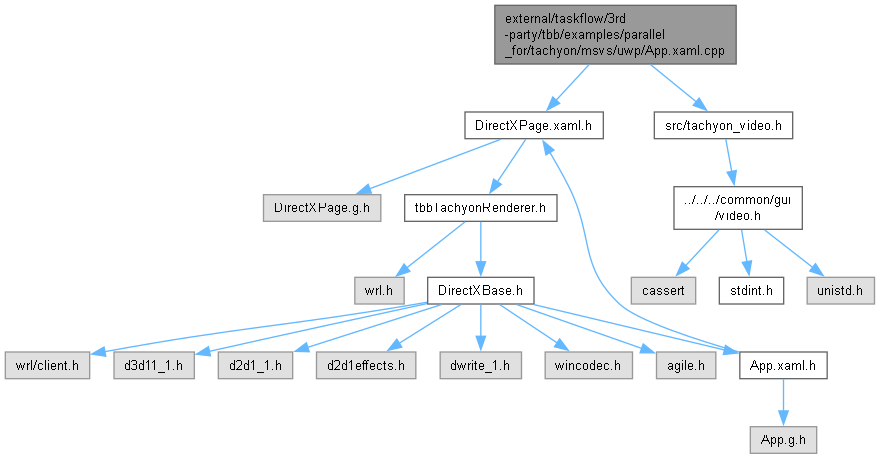 external/taskflow/3rd
-party/tbb/examples/parallel
_for/tachyon/msvs/uwp/App.xaml.cpp
DirectXPage.xaml.h
src/tachyon_video.h
DirectXPage.g.h
tbbTachyonRenderer.h
../../../common/gui
/video.h
wrl.h
DirectXBase.h
cassert
stdint.h
unistd.h
wrl/client.h
d3d11_1.h
d2d1_1.h
d2d1effects.h
dwrite_1.h
wincodec.h
agile.h
App.xaml.h
App.g.h